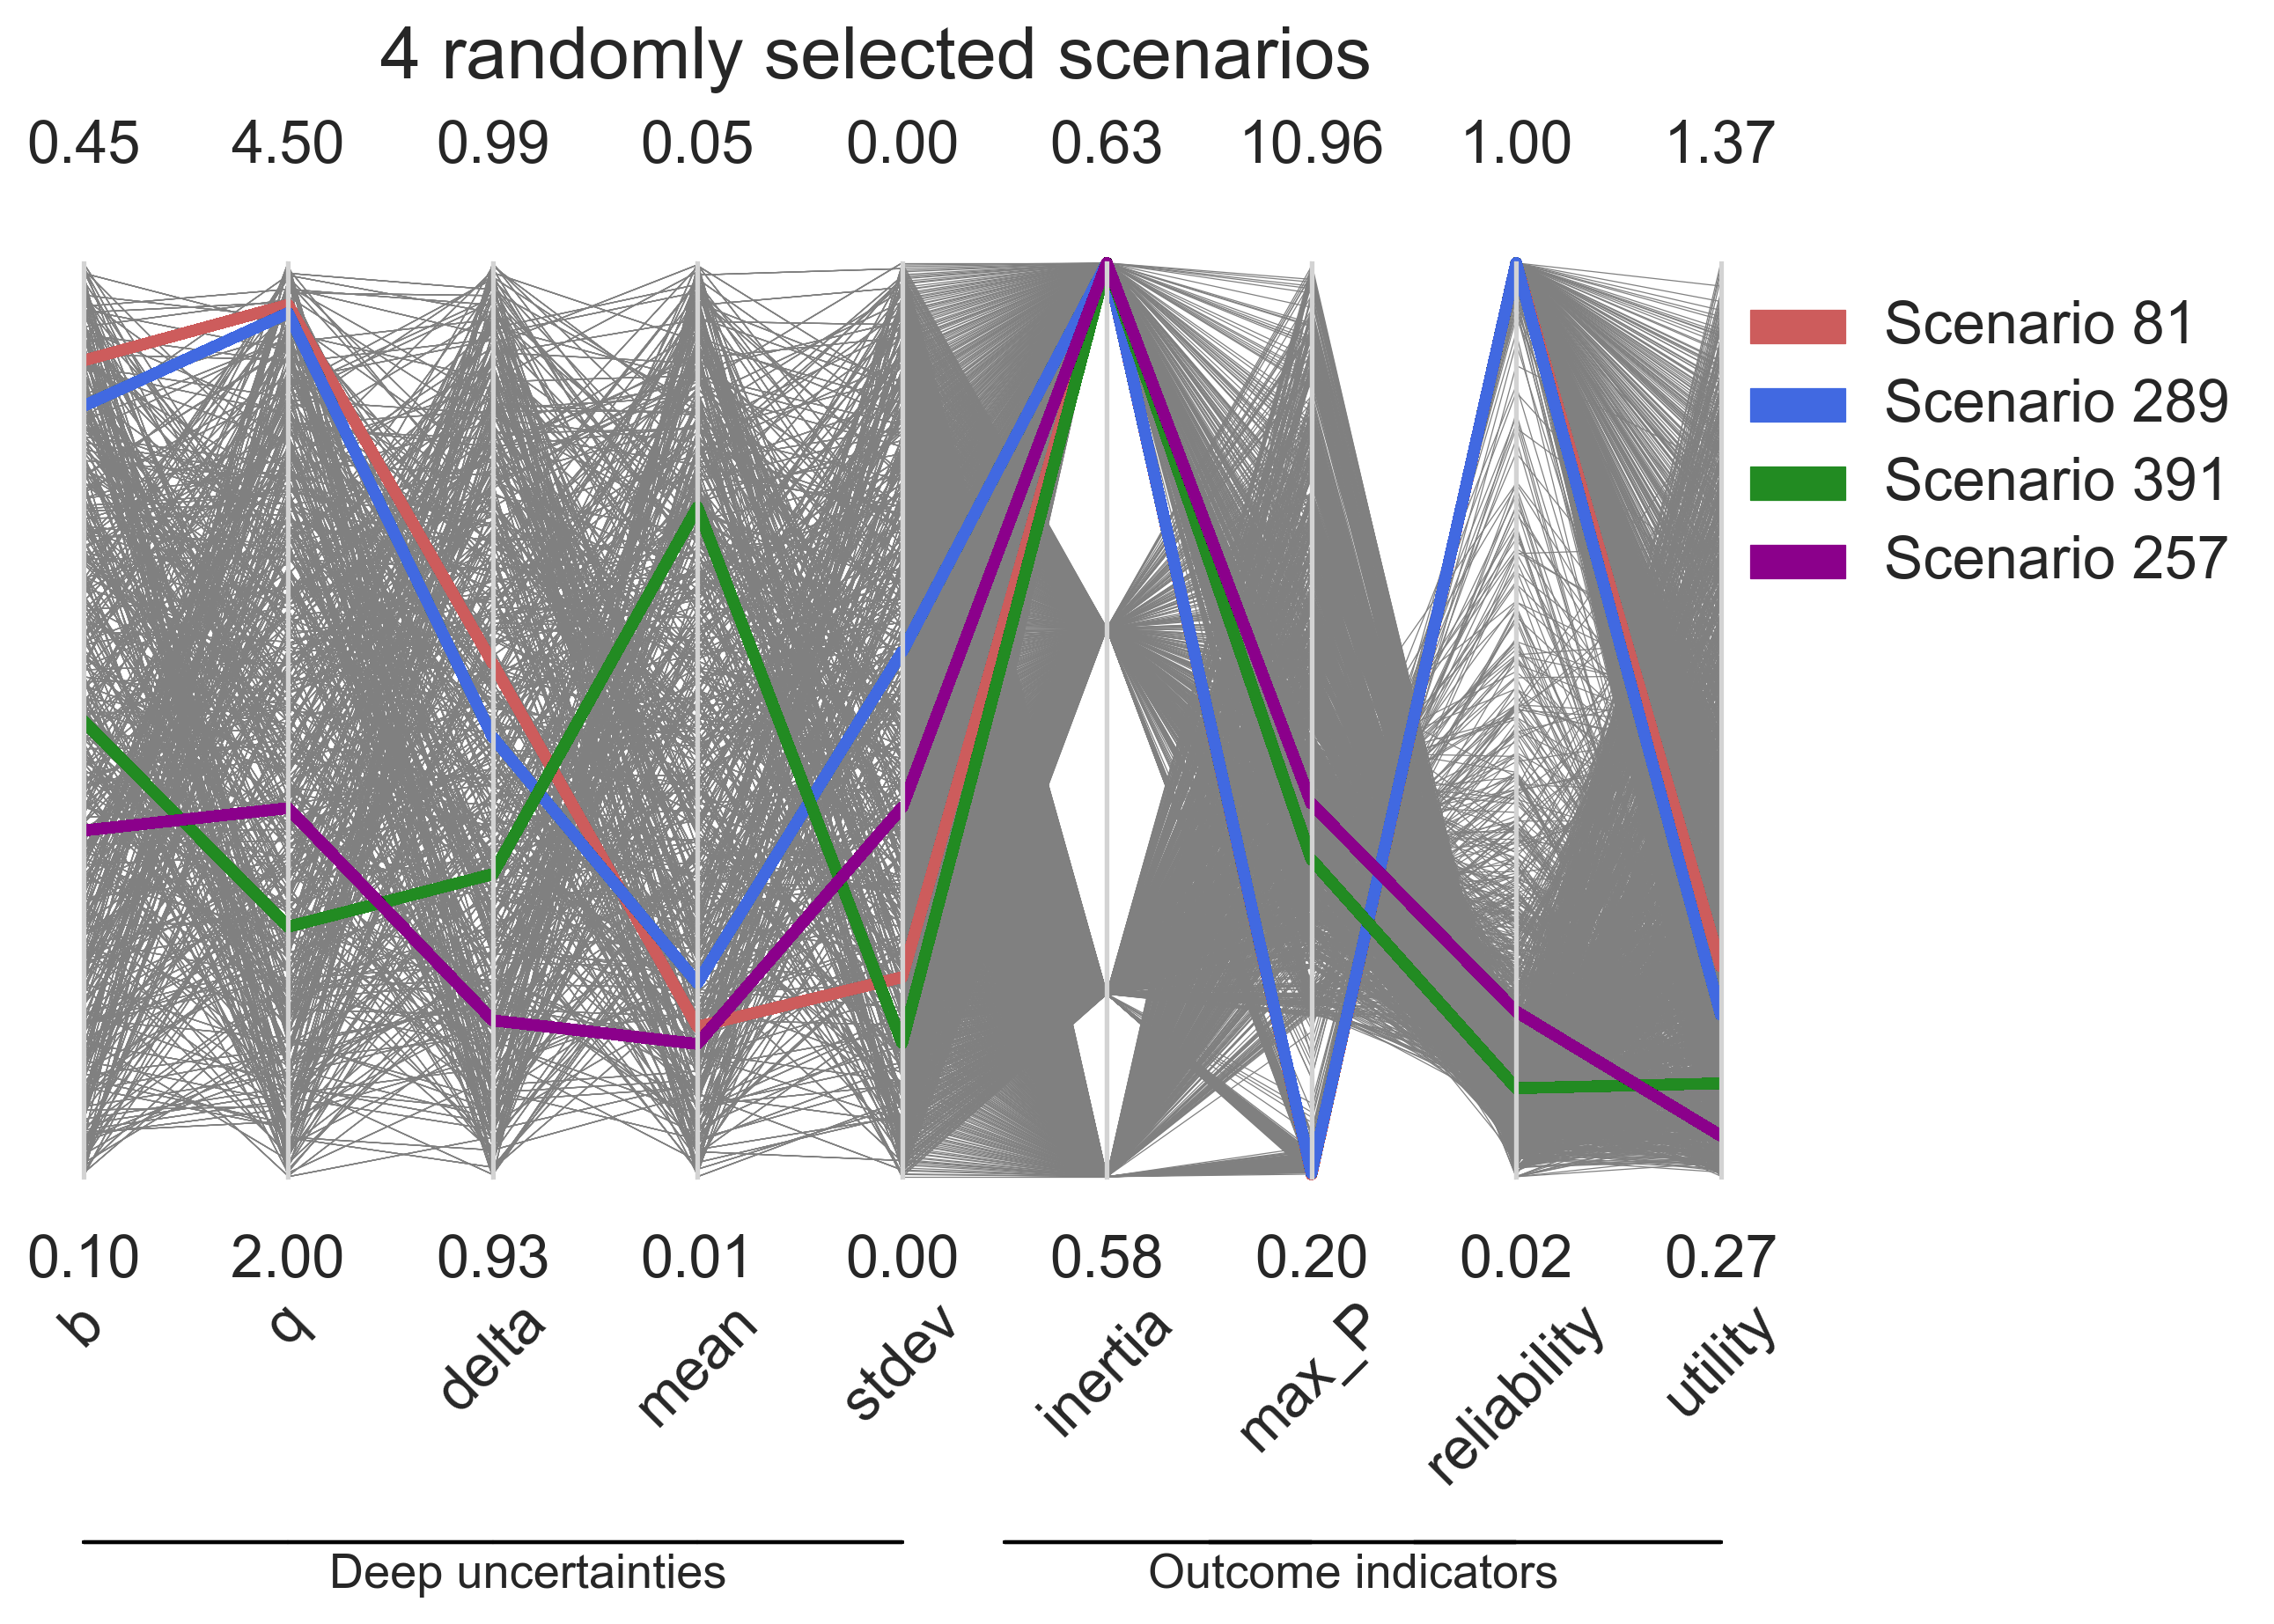 4 randomly selected scenarios
0.45 4.50 0.99 0.05 0.00 0.63 10.96 1.00 1.37
Scenario 81
Scenario 289
Scenario 391
Scenario 257
0.10 2.00 0.93 0.01 0.00 0.58 0.20 0.02 0.27
b q delta mean stdev inertia max_P reliability utility
Deep uncertainties Outcome indicators